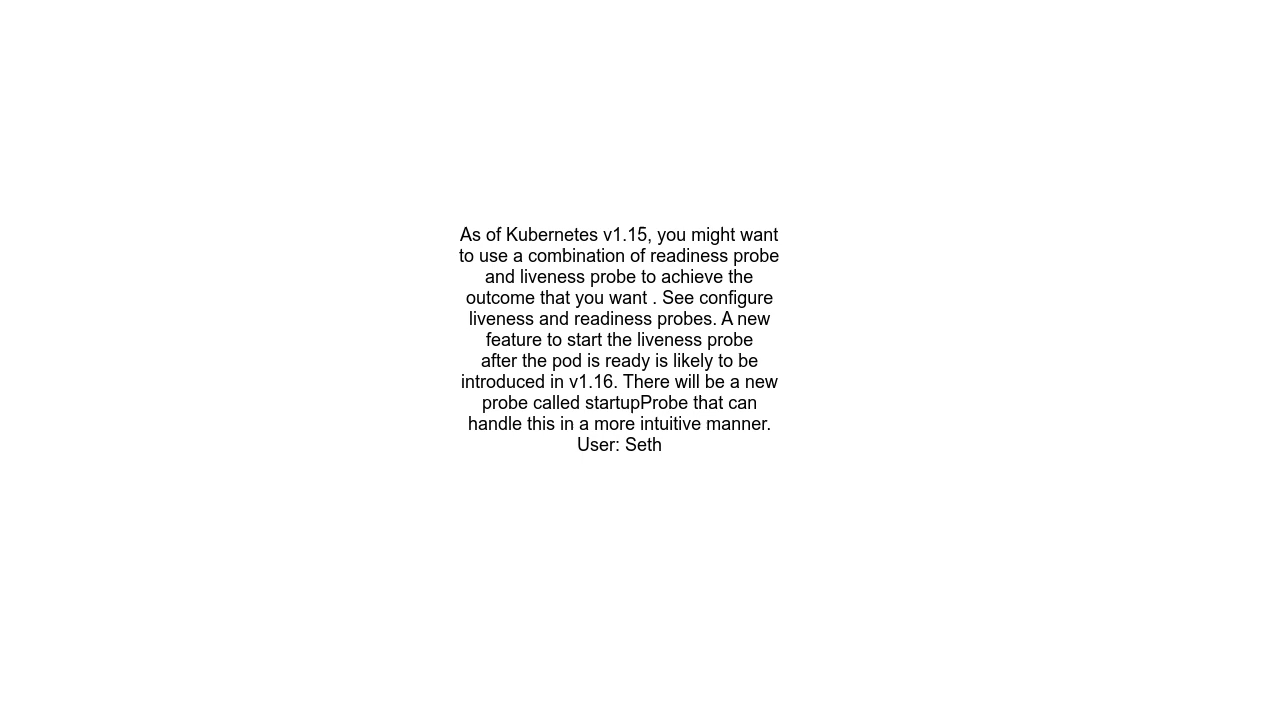 As of Kubernetes v1.15, you might want
to use a combination of readiness probe
and liveness probe to achieve the
outcome that you want . See configure
liveness and readiness probes. A new
feature to start the liveness probe
after the pod is ready is likely to be
introduced in v1.16. There will be a new
probe called startupProbe that can
handle this in a more intuitive manner.
User: Seth